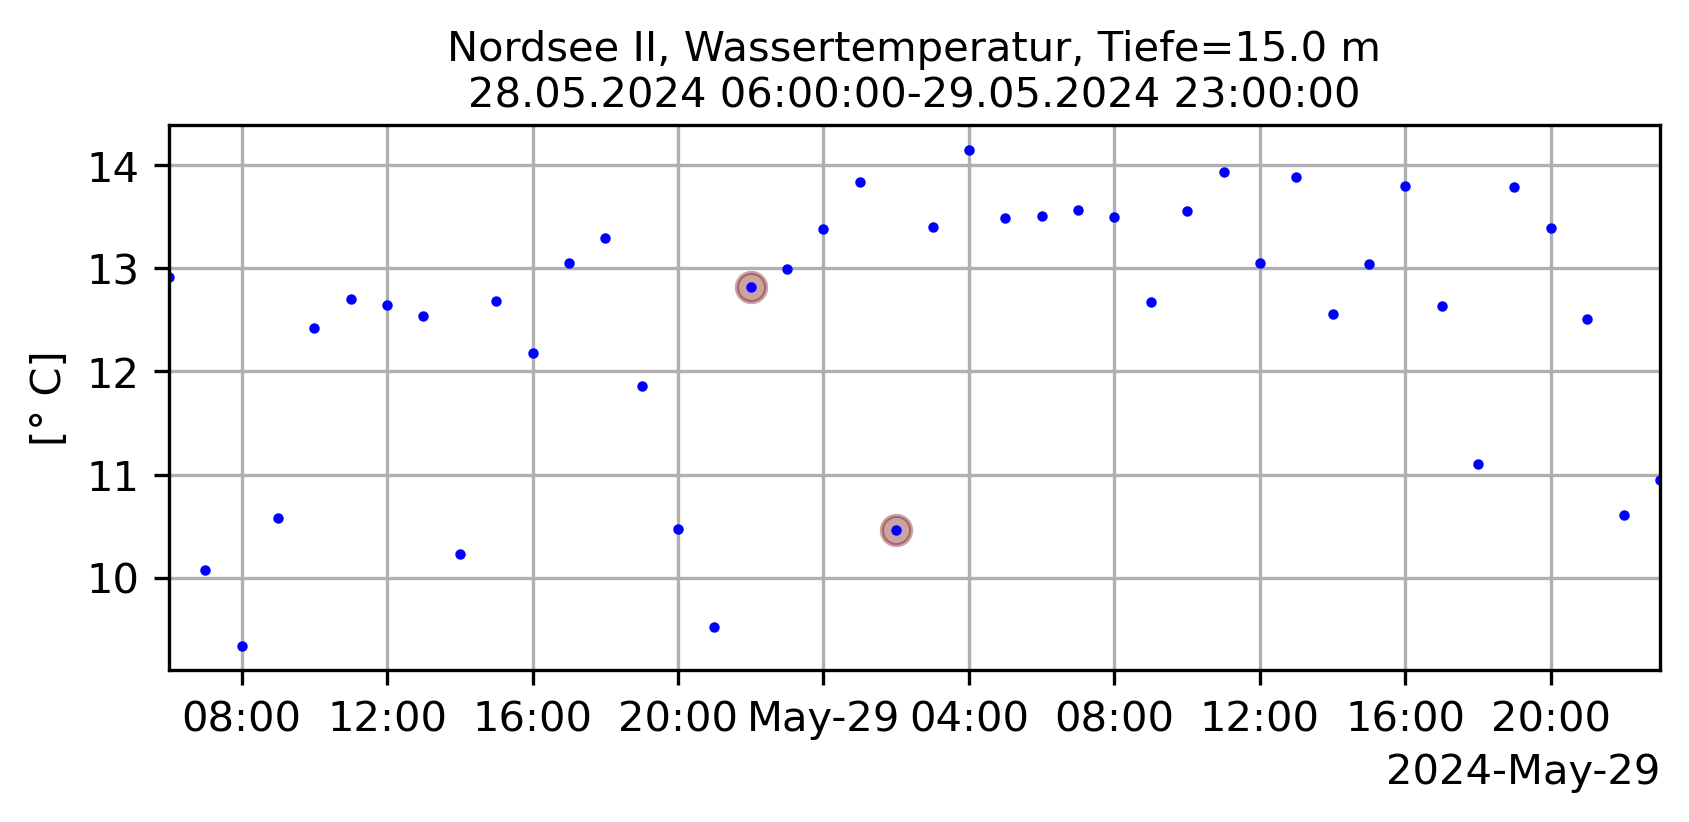 Nordsee II, Wassertemperatur, Tiefe=15.0 m
28.05.2024 06:00:00-29.05.2024 23:00:00
14
13
12
11
10
[° C]
08:00 12:00 16:00 20:00 May-29 04:00 08:00 12:00 16:00 20:00
2024-May-29